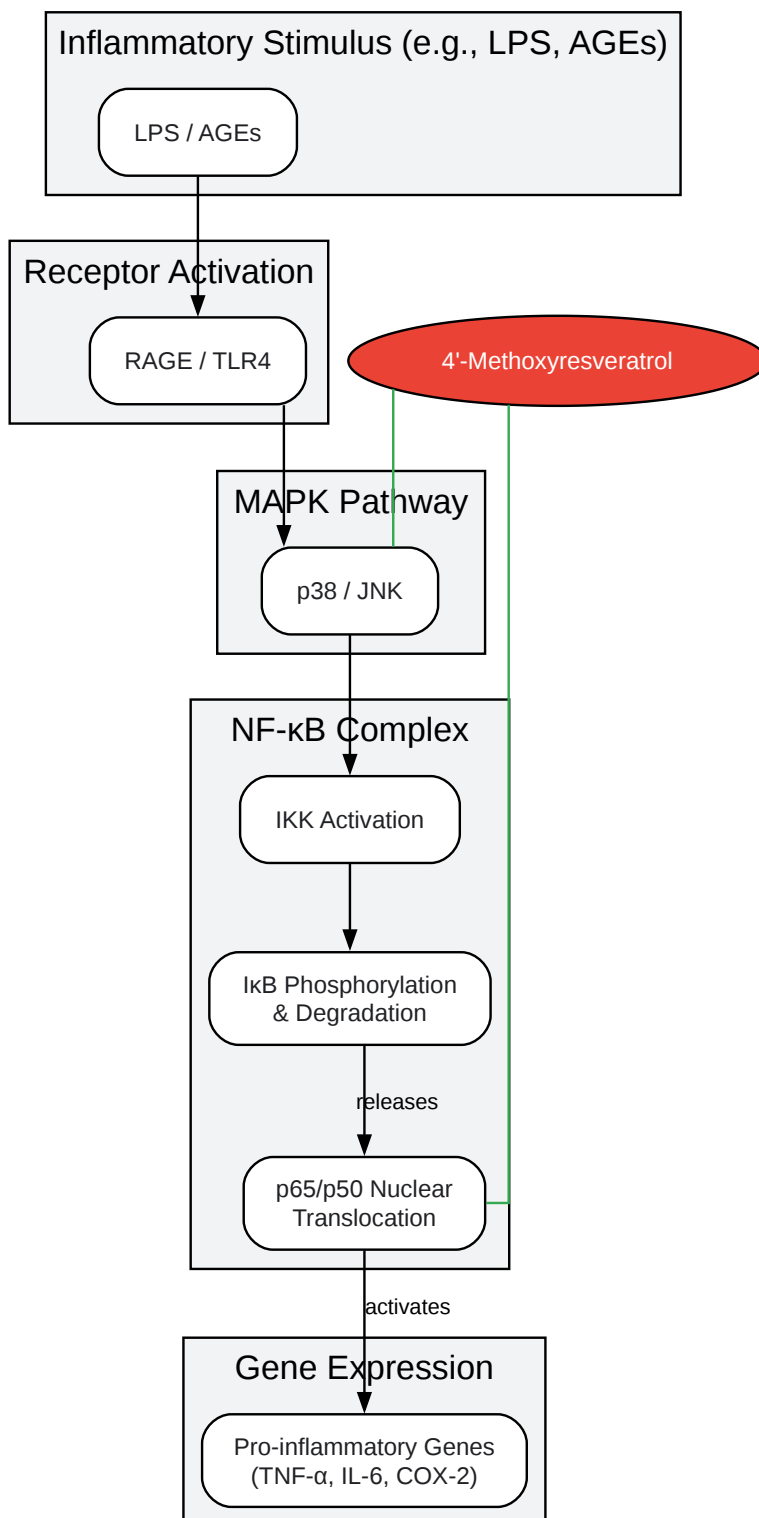 Inflammatory Stimulus (e.g., LPS, AGEs)
LPS / AGEs
Receptor Activation
RAGE / TLR4
4'-Methoxyresveratrol
MAPK Pathway
p38 / JNK
NF-κB Complex
IKK Activation
IκB Phosphorylation
& Degradation
releases
p65/p50 Nuclear
Translocation
activates
Gene Expression
Pro-inflammatory Genes
(TNF-α, IL-6, COX-2)